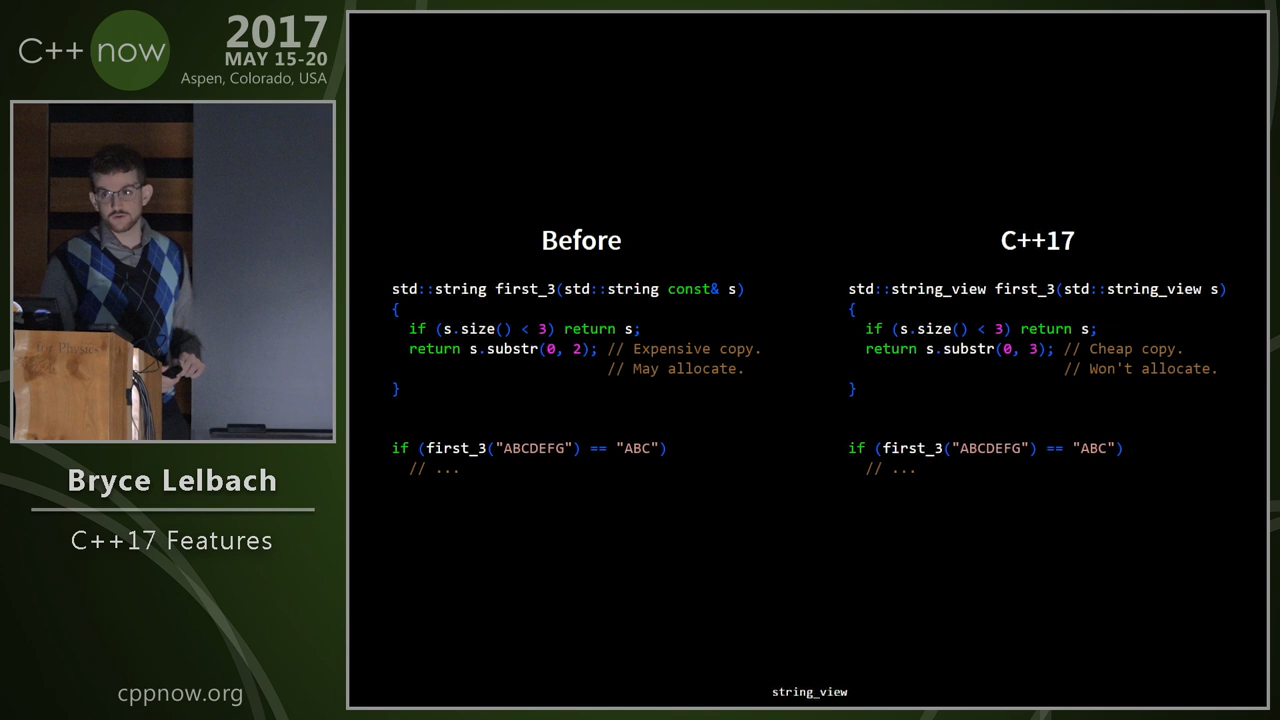 C++ now
2017
MAY 15-20
Aspen, Colorado, USA
for Physics
Bryce Lelbach
C++17 Features
cppnow.org
Before
std::string first_3(std::string const& s)
{
  if (s.size() < 3) return s;
  return s.substr(0, 2); // Expensive copy.
                         // May allocate.
}
if (first_3("ABCDEFG") == "ABC")
  // ...
C++17
std::string_view first_3(std::string_view s)
{
  if (s.size() < 3) return s;
  return s.substr(0, 3); // Cheap copy.
                         // Won't allocate.
}
if (first_3("ABCDEFG") == "ABC")
  // ...
string_view